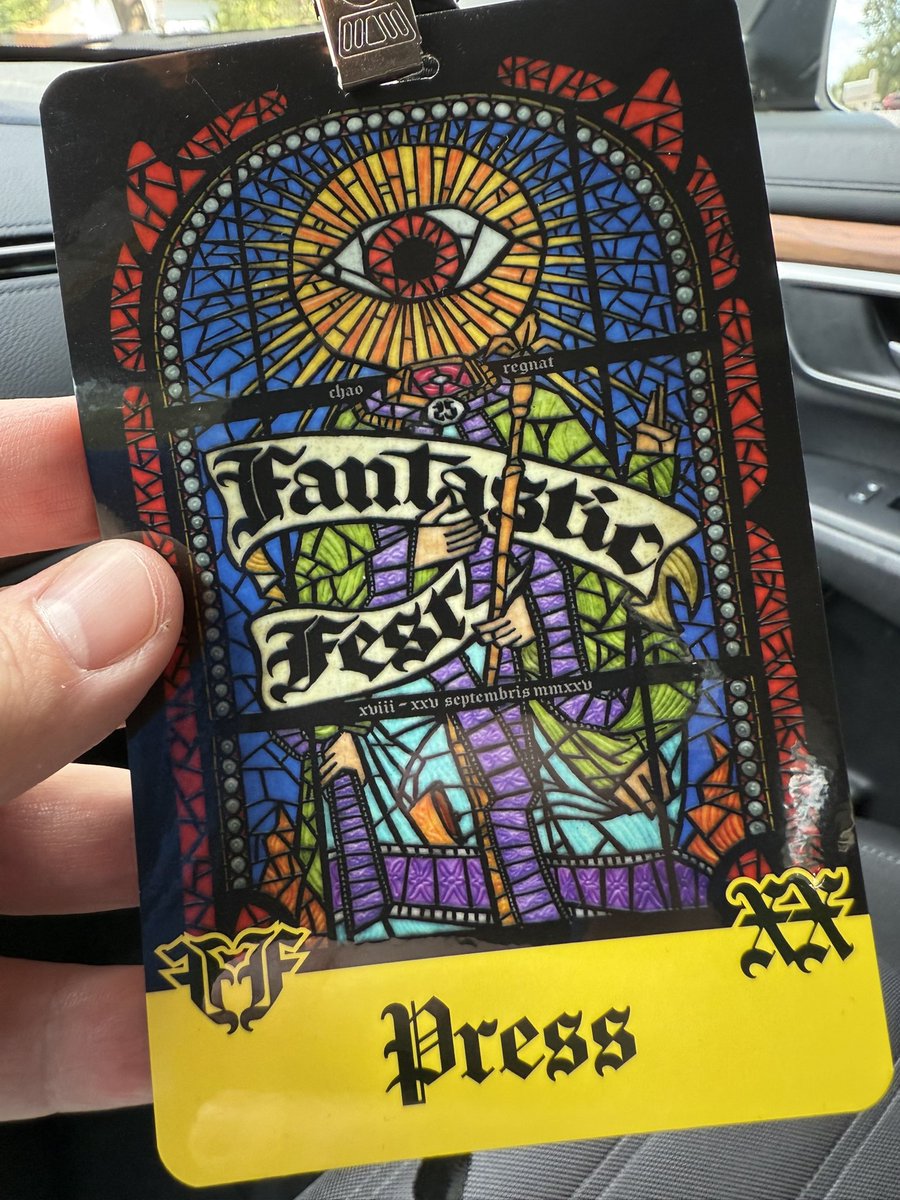 chao regnat
Fantastic
Fest
xviii - xxv septembris mmxxv
FF
XX
Press